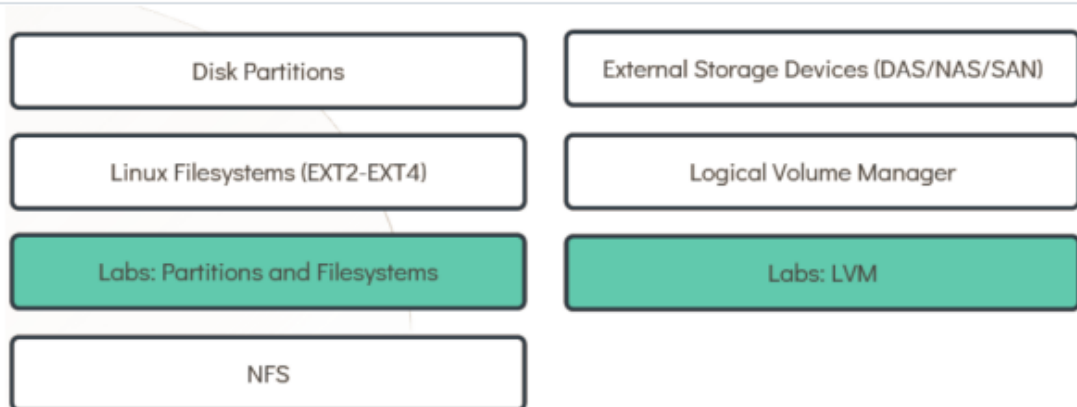 Disk Partitions
Linux Filesystems (EXT2-EXT4)
Labs: Partitions and Filesystems
NFS
External Storage Devices (DAS/NAS/SAN)
Logical Volume Manager
Labs: LVM